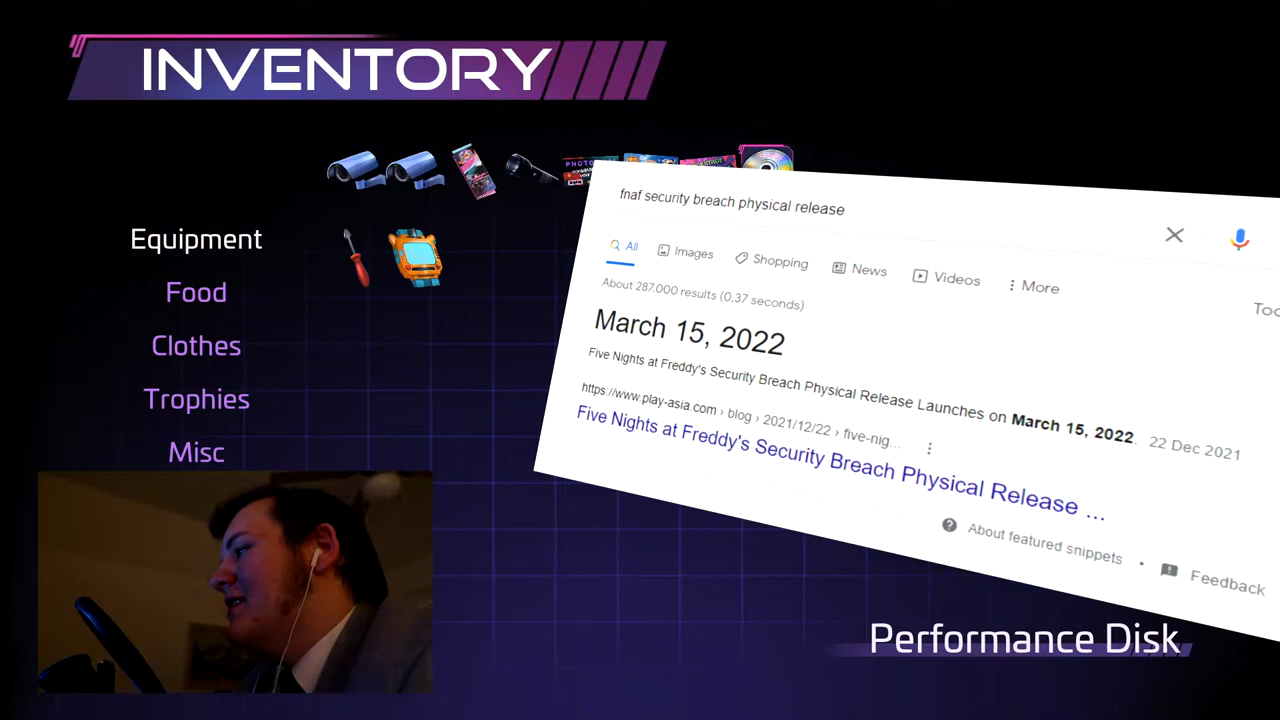 INVENTORY
PHOTO
Equipment
Food
Clothes
Trophies
Misc
fnaf security breach physical release
All Images Shopping News Videos More
Too
About 287.000 results (0,37 seconds)
March 15, 2022
Five Nights at Freddy's Security Breach Physical Release Launches on March 15, 2022. 22 Dec 2021
https://www.play-asia.com › blog › 2021/12/22 › five-nig...
Five Nights at Freddy's Security Breach Physical Release ...
About featured snippets • Feedback
Performance Disk